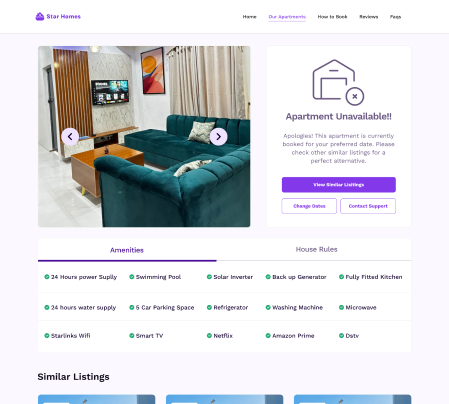 Star Homes
Home
Our Apartments
How to Book
Reviews
Faqs
Apartment Unavailable!!
Apologies! This apartment is currently
booked for your preferred date. Please
check other similar listings for a
perfect alternative.
View Similar Lisitings
Change Dates
Contact Support
Amenities
House Rules
24 Hours power Suplly
Swimming Pool
Solar Inverter
Back up Generator
Fully Fitted Kitchen
24 hours water supply
5 Car Parking Space
Refrigerator
Washing Machine
Microwave
Starlinks Wifi
Smart TV
Netflix
Amazon Prime
Dstv
Similar Listings